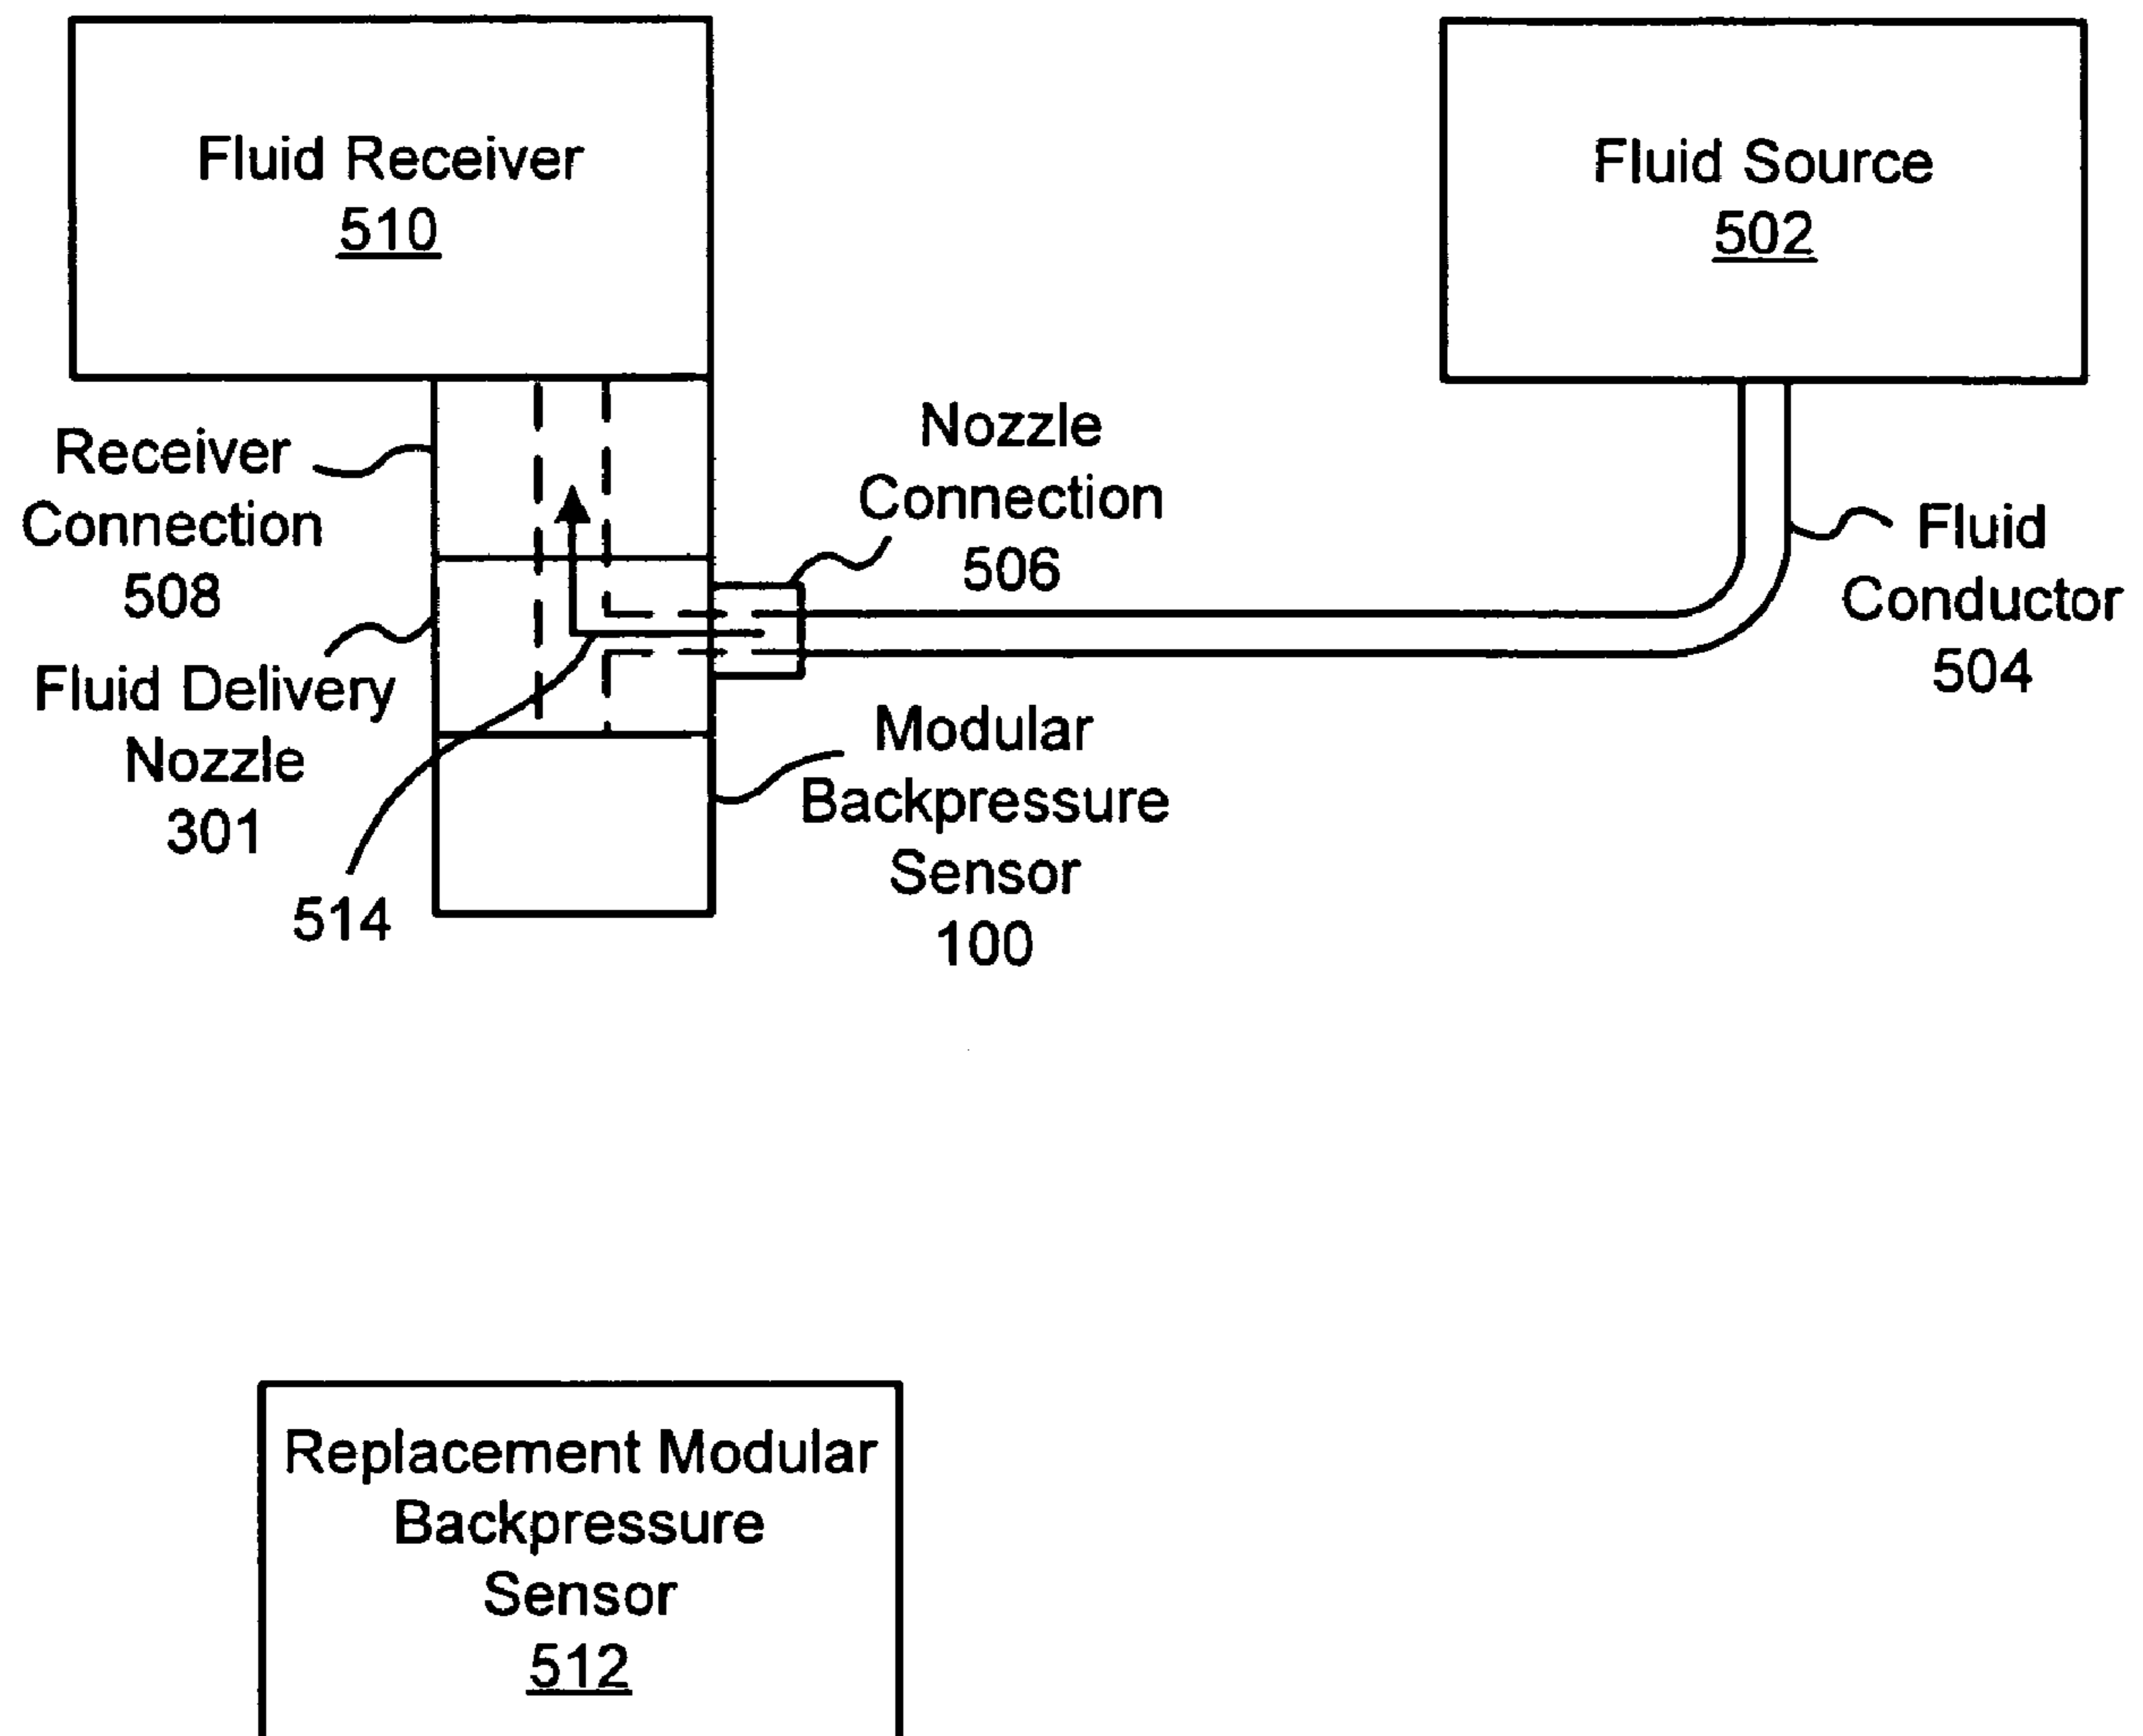 Fluid Receiver
510
Fluid Source
502
Receiver
Connection
508
Nozzle
Connection
506
Fluid
Conductor
504
Fluid Delivery
Nozzle
301
Modular
Backpressure
Sensor
100
514
Replacement Modular
Backpressure
Sensor
512